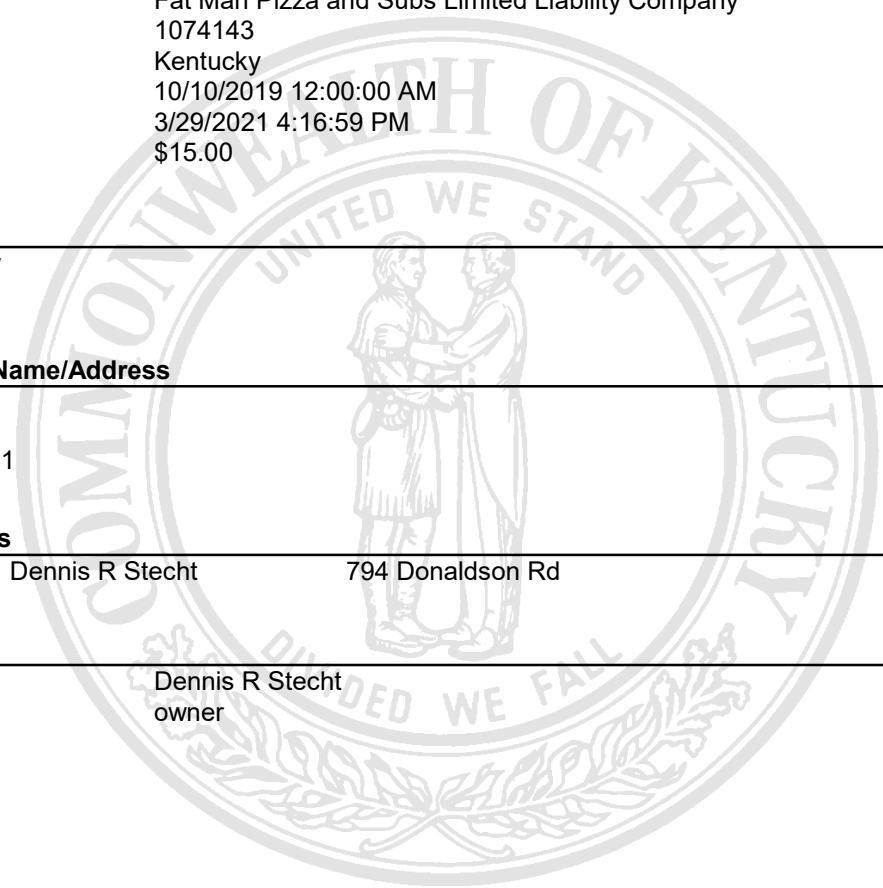 Fat Man Pizza and Subs Limited Liability Company
1074143
Kentucky
10/10/2019 12:00:00 AM
3/29/2021 4:16:59 PM
$15.00
COMMONWEALTH OF KENTUCKY
UNITED WE STAND
Name/Address
1
s
Dennis R Stecht 794 Donaldson Rd
DIVIDED WE FALL
Dennis R Stecht
owner